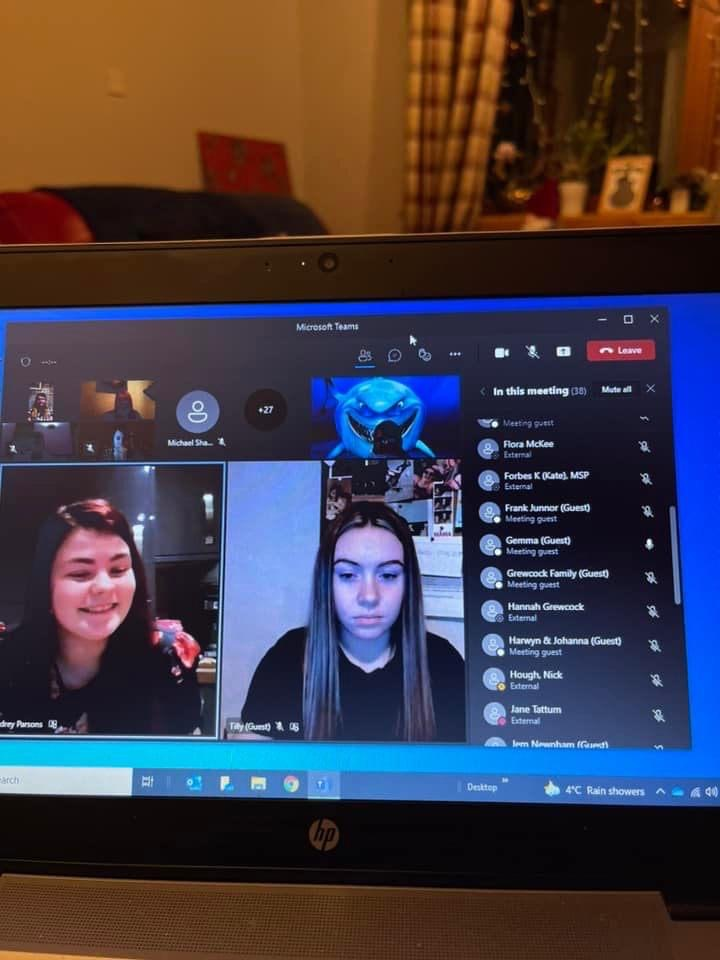 Microsoft Teams
Leave
+27
Michael Sha...
In this meeting (38)
Mute all
Meeting guest
Flora McKee
External
Forbes K (Kate), MSP
External
Frank Junnor (Guest)
Meeting guest
Gemma (Guest)
Meeting guest
Grewcock Family (Guest)
Meeting guest
Hannah Grewcock
External
Harwyn & Johanna (Guest)
Meeting guest
Hough, Nick
External
Jane Tattum
External
Jem Newnham (Guest)
drey Parsons
Tilly (Guest)
earch
Desktop
4°C Rain showers
hp